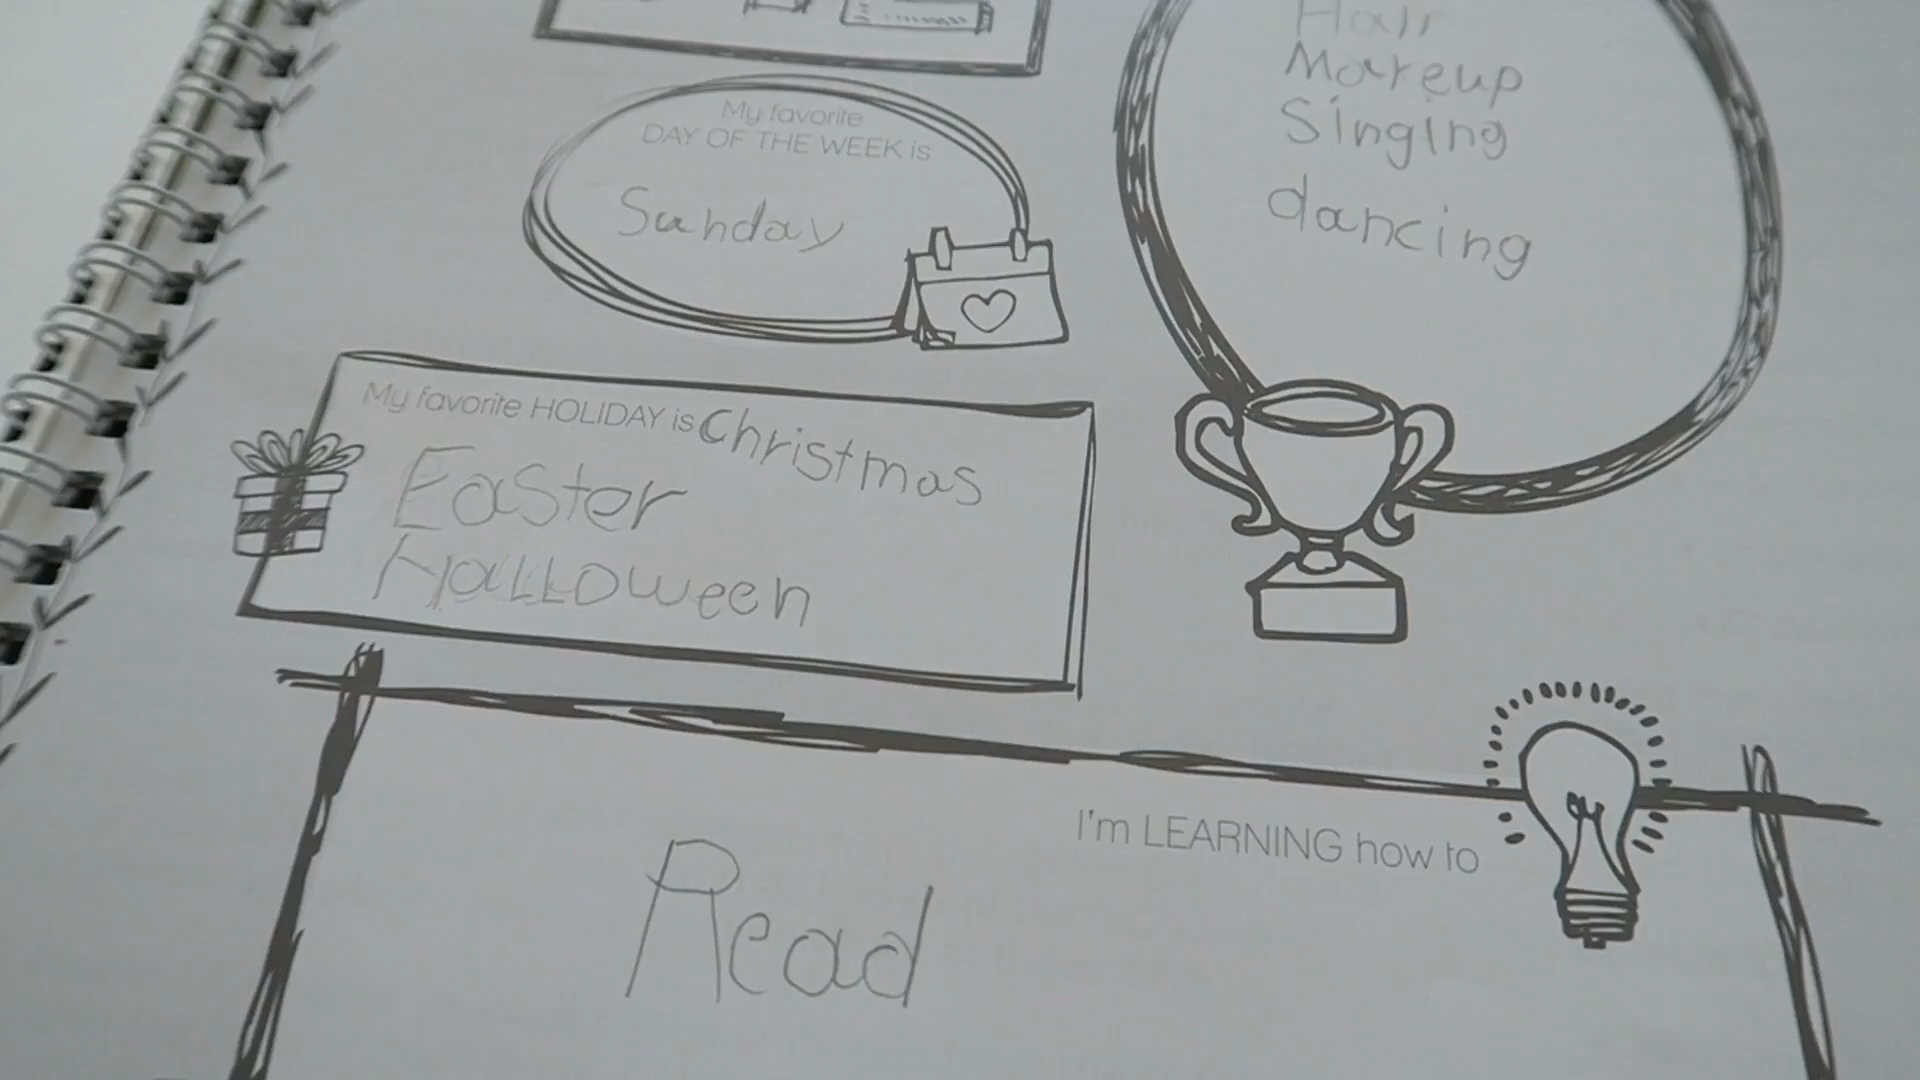 Hair
Makeup
Singing
dancing
My favorite
DAY OF THE WEEK is
Sunday
My favorite HOLIDAY is Christmas
Easter
Halloween
I'm LEARNING how to
Read